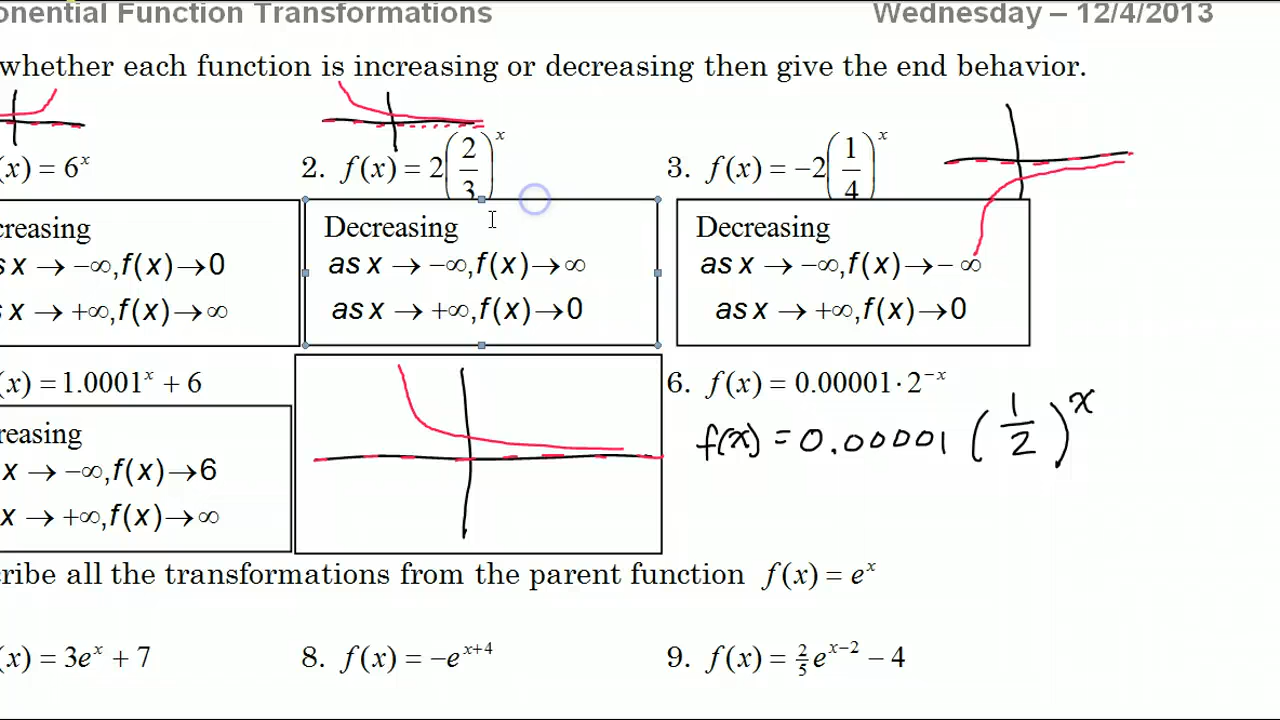 onential Function Transformations Wednesday – 12/4/2013
whether each function is increasing or decreasing then give the end behavior.
(x) = 6^x 2. f(x) = 2(2/3)^x 3. f(x) = −2(1/4)^x
creasing Decreasing Decreasing
s x → −∞, f(x)→0 as x → −∞, f(x)→∞ as x → −∞, f(x)→− ∞
x → +∞, f(x)→∞ as x → +∞, f(x)→0 as x → +∞, f(x)→0
(x) = 1.0001^x + 6 6. f(x) = 0.00001·2^−x
reasing f(x) = 0.00001 (1/2)^x
x → −∞, f(x)→6
x → +∞, f(x)→∞
cribe all the transformations from the parent function f(x) = e^x
(x) = 3e^x + 7 8. f(x) = −e^x+4 9. f(x) = 2/5 e^x−2 − 4